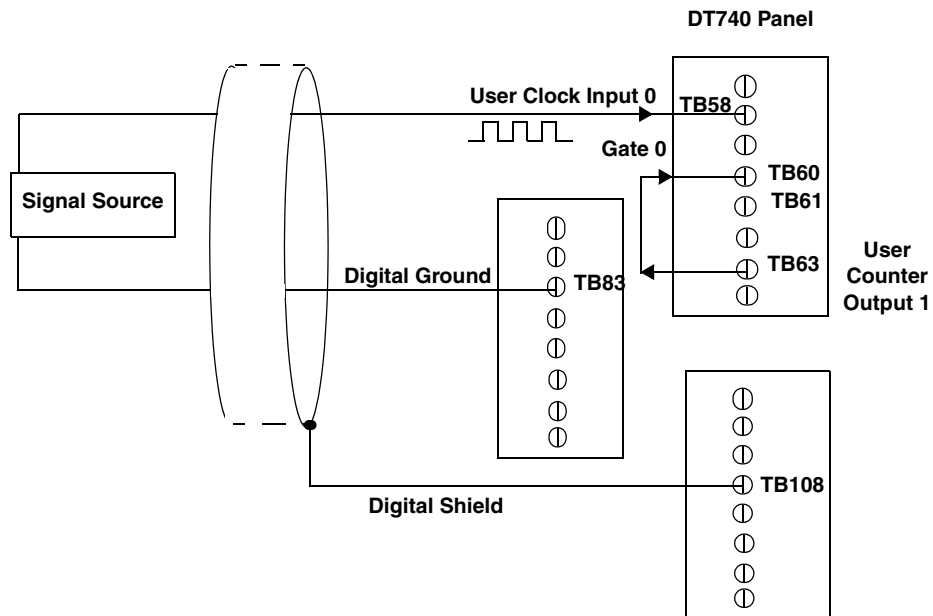 DT740 Panel
User Clock Input 0
TB58
Gate 0
TB60
Signal Source
TB61
User
Counter
Output 1
TB63
Digital Ground
TB83
TB108
Digital Shield